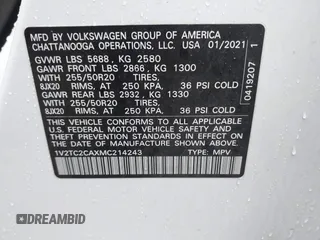 MFD BY VOLKSWAGEN GROUP OF AMERICA
CHATTANOOGA OPERATIONS, LLC. USA 01/2021
GVWR LBS 5688, KG 2580
GAWR FRONT LBS 2866, KG 1300
WITH 255/50R20 TIRES,
8JX20 RIMS, AT 250 KPA, 36 PSI COLD
GAWR REAR LBS 2932, KG 1330
WITH 255/50R20 TIRES,
8JX20 RIMS, AT 250 KPA, 36 PSI COLD
THIS VEHICLE CONFORMS TO ALL APPLICABLE
FEDERAL MOTOR VEHICLE SAFETY
STANDARDS IN EFFECT ON THE DATE
OF MANUFACTURE SHOWN ABOVE
1V2TC2CAXMC214243 TYPE: MPV
0419207 1